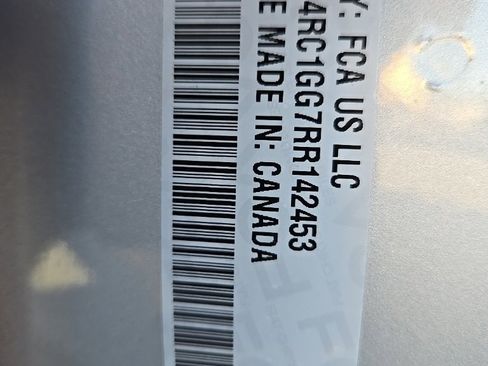 Y: FCA US LLC
4RC1GG7RR142453
E MADE IN: CANADA